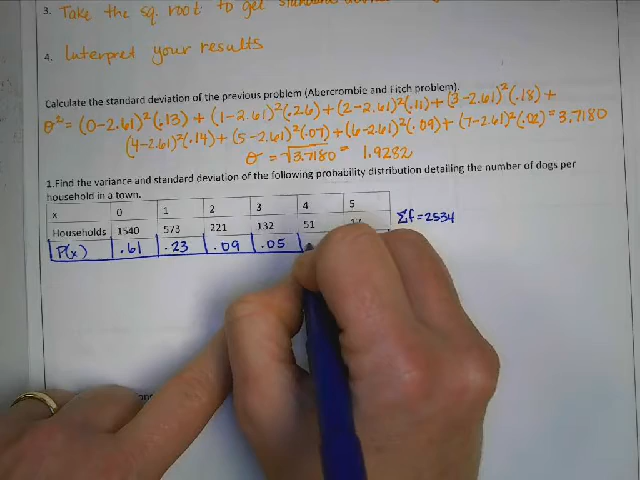 3. Take the sq. root to get
4. Interpret your results
Calculate the standard deviation of the previous problem (Abercrombie and Fitch problem).
σ² = (0-2.61)²(.13) + (1-2.61)²(.26) + (2-2.61)²(.11) + (3-2.61)²(.18) +
(4-2.61)²(.14) + (5-2.61)²(.07) + (6-2.61)²(.09) + (7-2.61)²(.02) = 3.7180
σ = √3.7180 = 1.9282
1.Find the variance and standard deviation of the following probability distribution detailing the number of dogs per
household in a town.
x 0 1 2 3 4 5
Households 1540 573 221 132 51 Σf = 2534
P(x) .61 .23 .09 .05